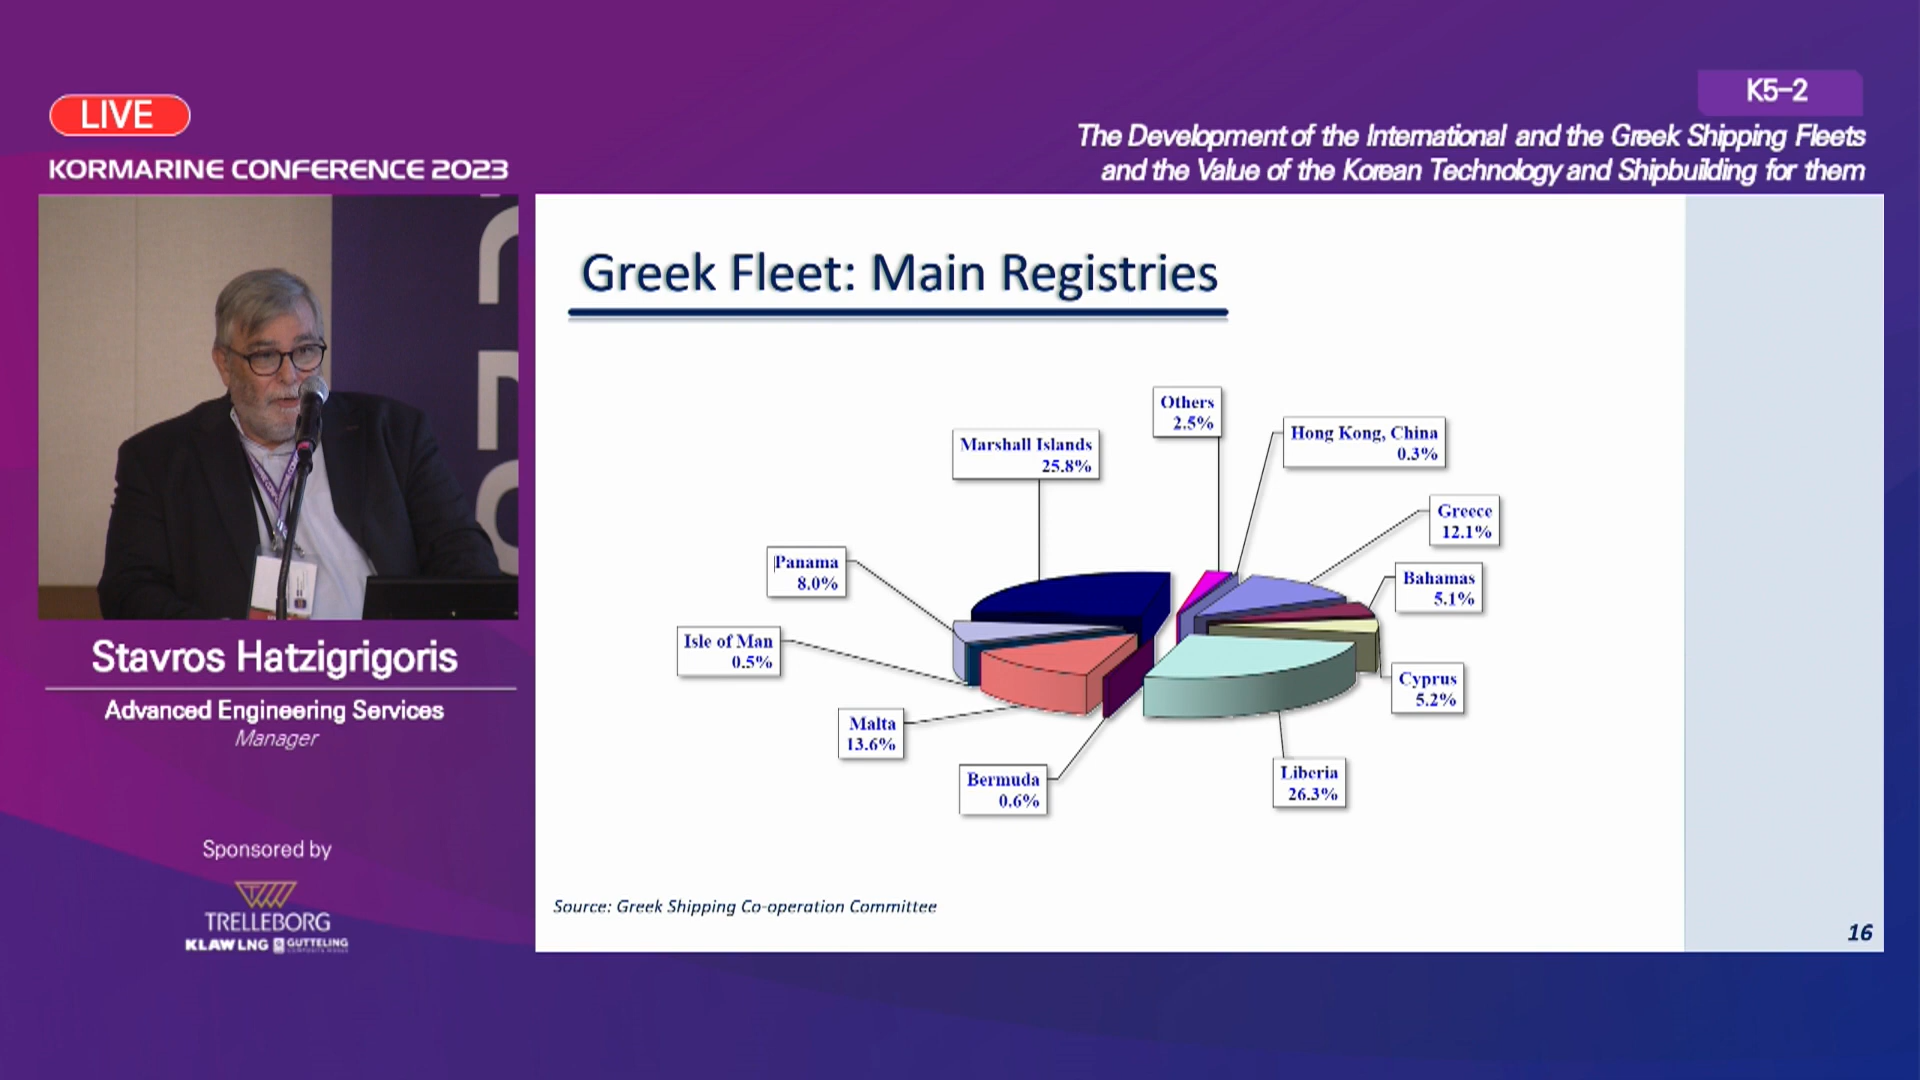 LIVE
KORMARINE CONFERENCE 2023
K5-2
The Development of the International and the Greek Shipping Fleets
and the Value of the Korean Technology and Shipbuilding for them
Stavros Hatzigrigoris
Advanced Engineering Services
Manager
Sponsored by
TRELLEBORG
KLAW LNG GUTTELING
Greek Fleet: Main Registries
Others
2.5%
Hong Kong, China
0.3%
Marshall Islands
25.8%
Greece
12.1%
Panama
8.0%
Bahamas
5.1%
Isle of Man
0.5%
Cyprus
5.2%
Malta
13.6%
Bermuda
0.6%
Liberia
26.3%
Source: Greek Shipping Co-operation Committee
16